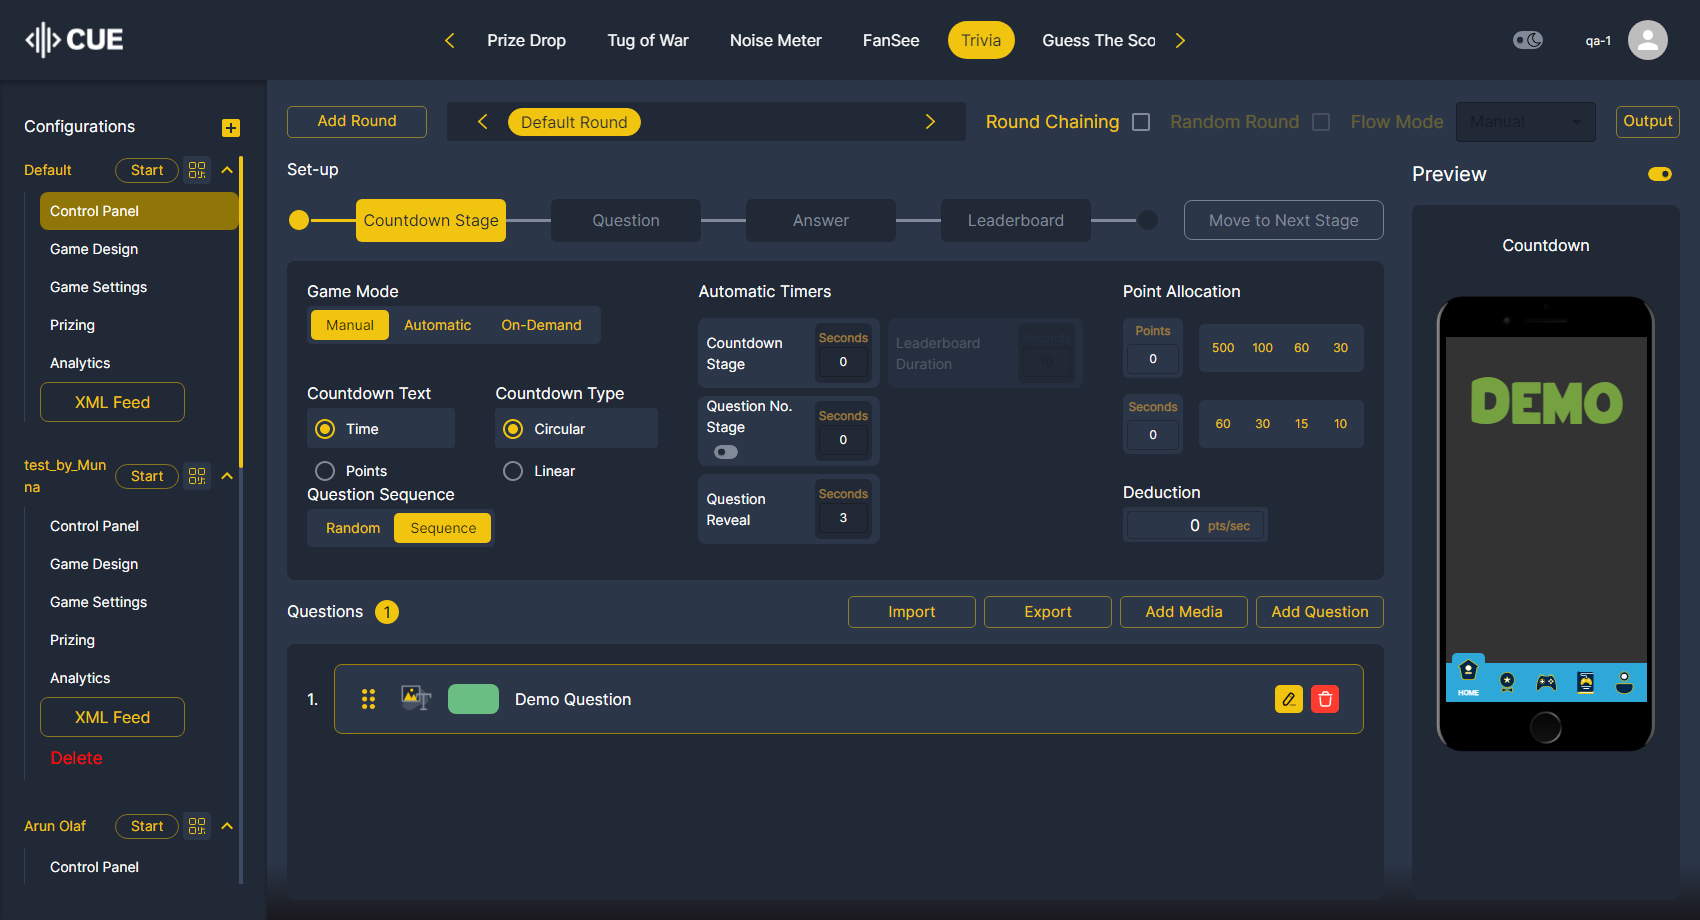 CUE
Prize Drop
Tug of War
Noise Meter
FanSee
Trivia
Guess The Sco
qa-1
Configurations
Default
Start
Control Panel
Game Design
Game Settings
Prizing
Analytics
XML Feed
test_by_Mun
na
Start
Control Panel
Game Design
Game Settings
Prizing
Analytics
XML Feed
Delete
Arun Olaf
Start
Control Panel
Add Round
Default Round
Round Chaining
Random Round
Flow Mode
Manual
Output
Set-up
Countdown Stage
Question
Answer
Leaderboard
Move to Next Stage
Game Mode
Manual
Automatic
On-Demand
Countdown Text
Time
Points
Countdown Type
Circular
Linear
Question Sequence
Random
Sequence
Automatic Timers
Countdown
Stage
Seconds
0
Leaderboard
Duration
Seconds
10
Question No.
Stage
Seconds
0
Question
Reveal
Seconds
3
Point Allocation
Points
0
500 100 60 30
Seconds
0
60 30 15 10
Deduction
0 pts/sec
Questions 1
Import
Export
Add Media
Add Question
1.
T
Demo Question
Preview
Countdown
DEMO
HOME